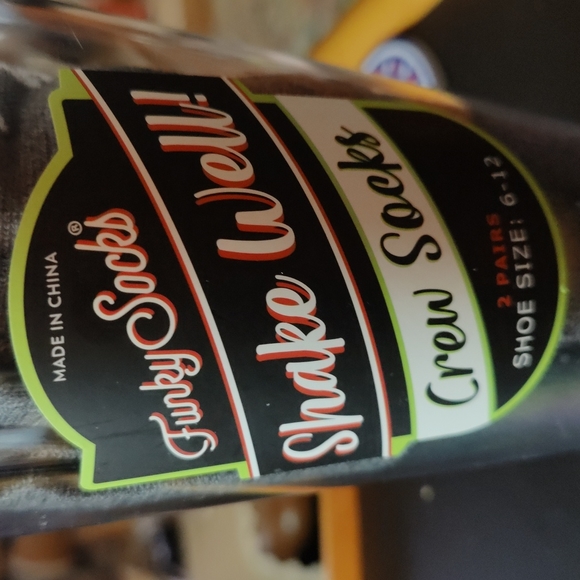 MADE IN CHINA
Funky Socks®
Shake Well!
Crew Socks
2 PAIRS
SHOE SIZE: 6-12